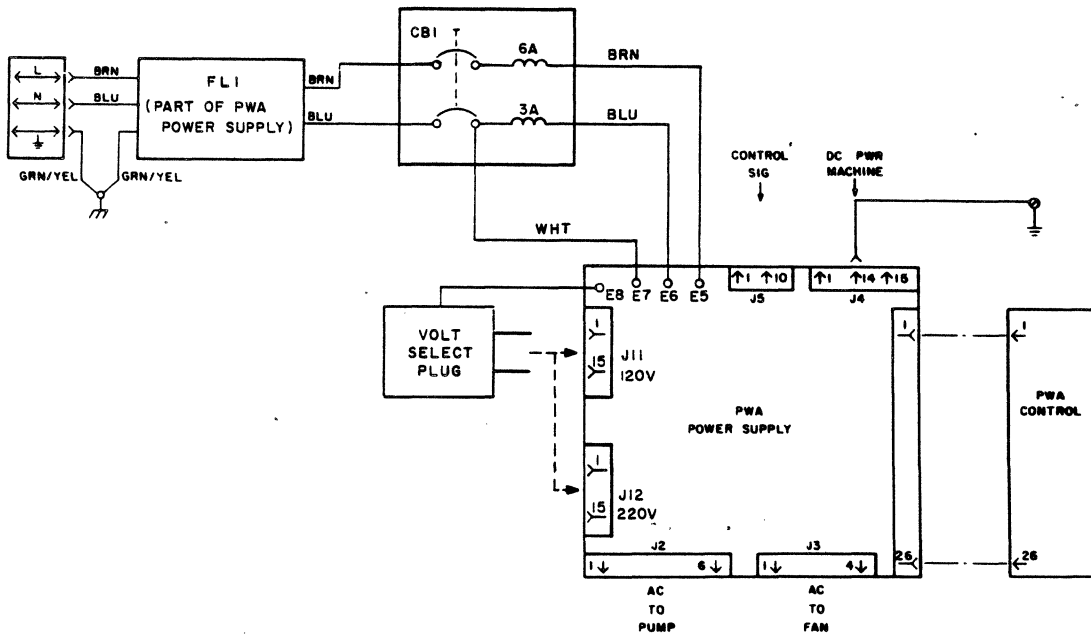 CB1
6A
BRN
L
BRN
FL1
BRN
N
BLU
(PART OF PWA
POWER SUPPLY)
BLU
3A
BLU
GRN/YEL
GRN/YEL
CONTROL
SIG
DC PWR
MACHINE
WHT
E8
E7
E6
E5
1
10
J5
1
14
15
J4
VOLT
SELECT
PLUG
1
15
J11
120V
1
1
PWA
POWER SUPPLY
PWA
CONTROL
1
15
J12
220V
J2
1
6
J3
1
4
26
26
AC
TO
PUMP
AC
TO
FAN